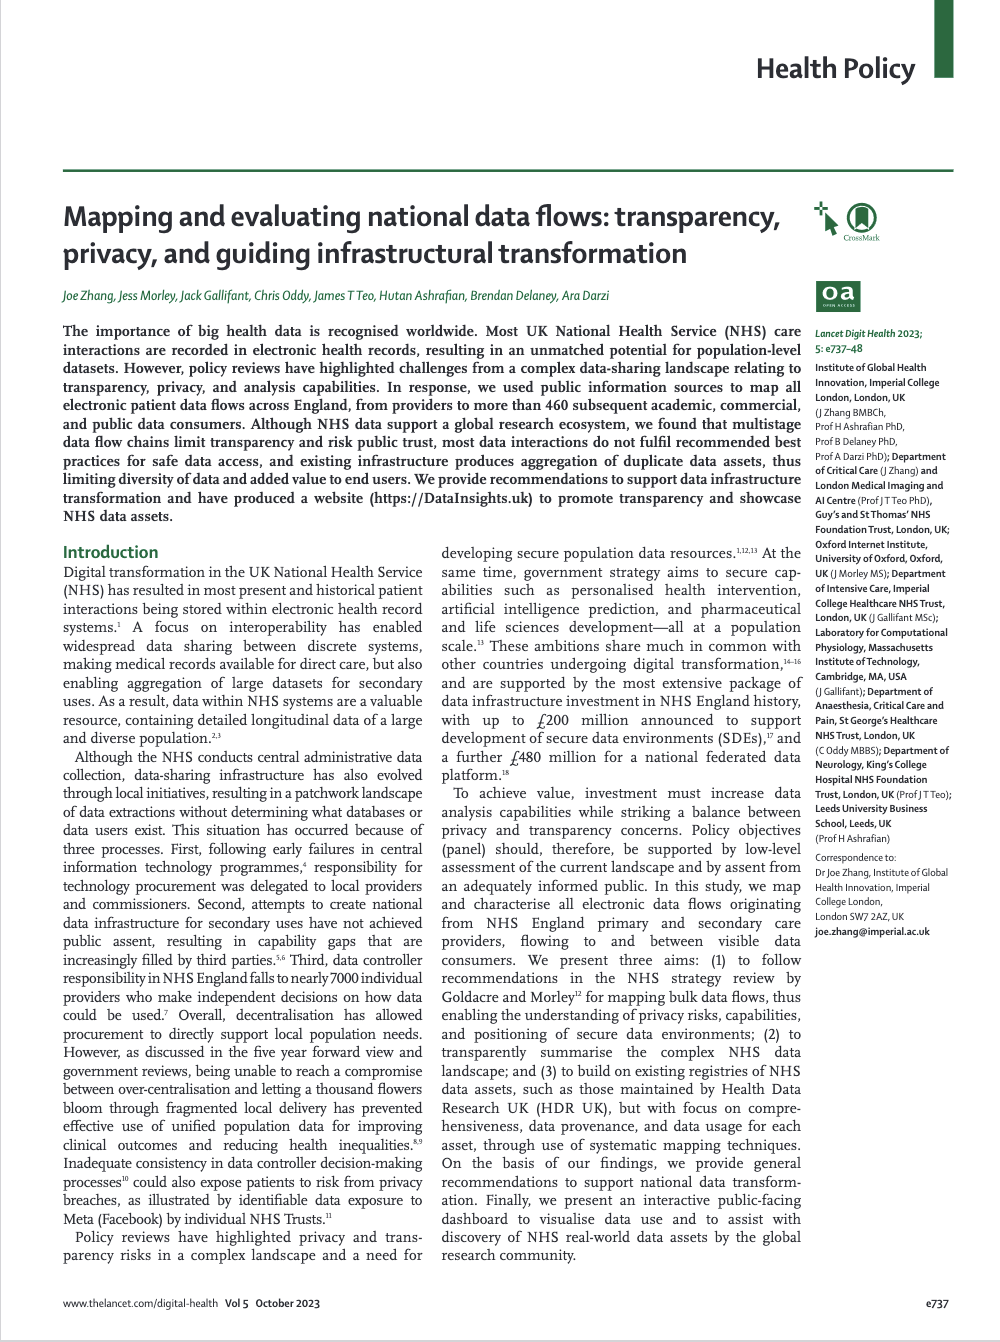 Health Policy
Mapping and evaluating national data flows: transparency,
privacy, and guiding infrastructural transformation
CrossMark
oa
OPEN ACCESS
Joe Zhang, Jess Morley, Jack Gallifant, Chris Oddy, James T Teo, Hutan Ashrafian, Brendan Delaney, Ara Darzi
The importance of big health data is recognised worldwide. Most UK National Health Service (NHS) care
interactions are recorded in electronic health records, resulting in an unmatched potential for population-level
datasets. However, policy reviews have highlighted challenges from a complex data-sharing landscape relating to
transparency, privacy, and analysis capabilities. In response, we used public information sources to map all
electronic patient data flows across England, from providers to more than 460 subsequent academic, commercial,
and public data consumers. Although NHS data support a global research ecosystem, we found that multistage
data flow chains limit transparency and risk public trust, most data interactions do not fulfil recommended best
practices for safe data access, and existing infrastructure produces aggregation of duplicate data assets, thus
limiting diversity of data and added value to end users. We provide recommendations to support data infrastructure
transformation and have produced a website (https://DataInsights.uk) to promote transparency and showcase
NHS data assets.
Introduction
Digital transformation in the UK National Health Service
(NHS) has resulted in most present and historical patient
interactions being stored within electronic health record
systems.1 A focus on interoperability has enabled
widespread data sharing between discrete systems,
making medical records available for direct care, but also
enabling aggregation of large datasets for secondary
uses. As a result, data within NHS systems are a valuable
resource, containing detailed longitudinal data of a large
and diverse population.2,3
Although the NHS conducts central administrative data
collection, data-sharing infrastructure has also evolved
through local initiatives, resulting in a patchwork landscape
of data extractions without determining what databases or
data users exist. This situation has occurred because of
three processes. First, following early failures in central
information technology programmes,4 responsibility for
technology procurement was delegated to local providers
and commissioners. Second, attempts to create national
data infrastructure for secondary uses have not achieved
public assent, resulting in capability gaps that are
increasingly filled by third parties.5,6 Third, data controller
responsibility in NHS England falls to nearly 7000 individual
providers who make independent decisions on how data
could be used.7 Overall, decentralisation has allowed
procurement to directly support local population needs.
However, as discussed in the five year forward view and
government reviews, being unable to reach a compromise
between over-centralisation and letting a thousand flowers
bloom through fragmented local delivery has prevented
effective use of unified population data for improving
clinical outcomes and reducing health inequalities.8,9
Inadequate consistency in data controller decision-making
processes10 could also expose patients to risk from privacy
breaches, as illustrated by identifiable data exposure to
Meta (Facebook) by individual NHS Trusts.11
Policy reviews have highlighted privacy and trans-
parency risks in a complex landscape and a need for
developing secure population data resources.1,12,13 At the
same time, government strategy aims to secure cap-
abilities such as personalised health intervention,
artificial intelligence prediction, and pharmaceutical
and life sciences development—all at a population
scale.13 These ambitions share much in common with
other countries undergoing digital transformation,14–16
and are supported by the most extensive package of
data infrastructure investment in NHS England history,
with up to £200 million announced to support
development of secure data environments (SDEs),17 and
a further £480 million for a national federated data
platform.18
To achieve value, investment must increase data
analysis capabilities while striking a balance between
privacy and transparency concerns. Policy objectives
(panel) should, therefore, be supported by low-level
assessment of the current landscape and by assent from
an adequately informed public. In this study, we map
and characterise all electronic data flows originating
from NHS England primary and secondary care
providers, flowing to and between visible data
consumers. We present three aims: (1) to follow
recommendations in the NHS strategy review by
Goldacre and Morley12 for mapping bulk data flows, thus
enabling the understanding of privacy risks, capabilities,
and positioning of secure data environments; (2) to
transparently summarise the complex NHS data
landscape; and (3) to build on existing registries of NHS
data assets, such as those maintained by Health Data
Research UK (HDR UK), but with focus on compre-
hensiveness, data provenance, and data usage for each
asset, through use of systematic mapping techniques.
On the basis of our findings, we provide general
recommendations to support national data transform-
ation. Finally, we present an interactive public-facing
dashboard to visualise data use and to assist with
discovery of NHS real-world data assets by the global
research community.
Lancet Digit Health 2023;
5: e737–48
Institute of Global Health
Innovation, Imperial College
London, London, UK
(J Zhang BMBCh,
Prof H Ashrafian PhD,
Prof B Delaney PhD,
Prof A Darzi PhD); Department
of Critical Care (J Zhang) and
London Medical Imaging and
AI Centre (Prof J T Teo PhD),
Guy's and St Thomas' NHS
Foundation Trust, London, UK;
Oxford Internet Institute,
University of Oxford, Oxford,
UK (J Morley MS); Department
of Intensive Care, Imperial
College Healthcare NHS Trust,
London, UK (J Gallifant MSc);
Laboratory for Computational
Physiology, Massachusetts
Institute of Technology,
Cambridge, MA, USA
(J Gallifant); Department of
Anaesthesia, Critical Care and
Pain, St George's Healthcare
NHS Trust, London, UK
(C Oddy MBBS); Department of
Neurology, King's College
Hospital NHS Foundation
Trust, London, UK (Prof J T Teo);
Leeds University Business
School, Leeds, UK
(Prof H Ashrafian)
Correspondence to:
Dr Joe Zhang, Institute of Global
Health Innovation, Imperial
College London,
London SW7 2AZ, UK
joe.zhang@imperial.ac.uk
www.thelancet.com/digital-health Vol 5 October 2023
e737